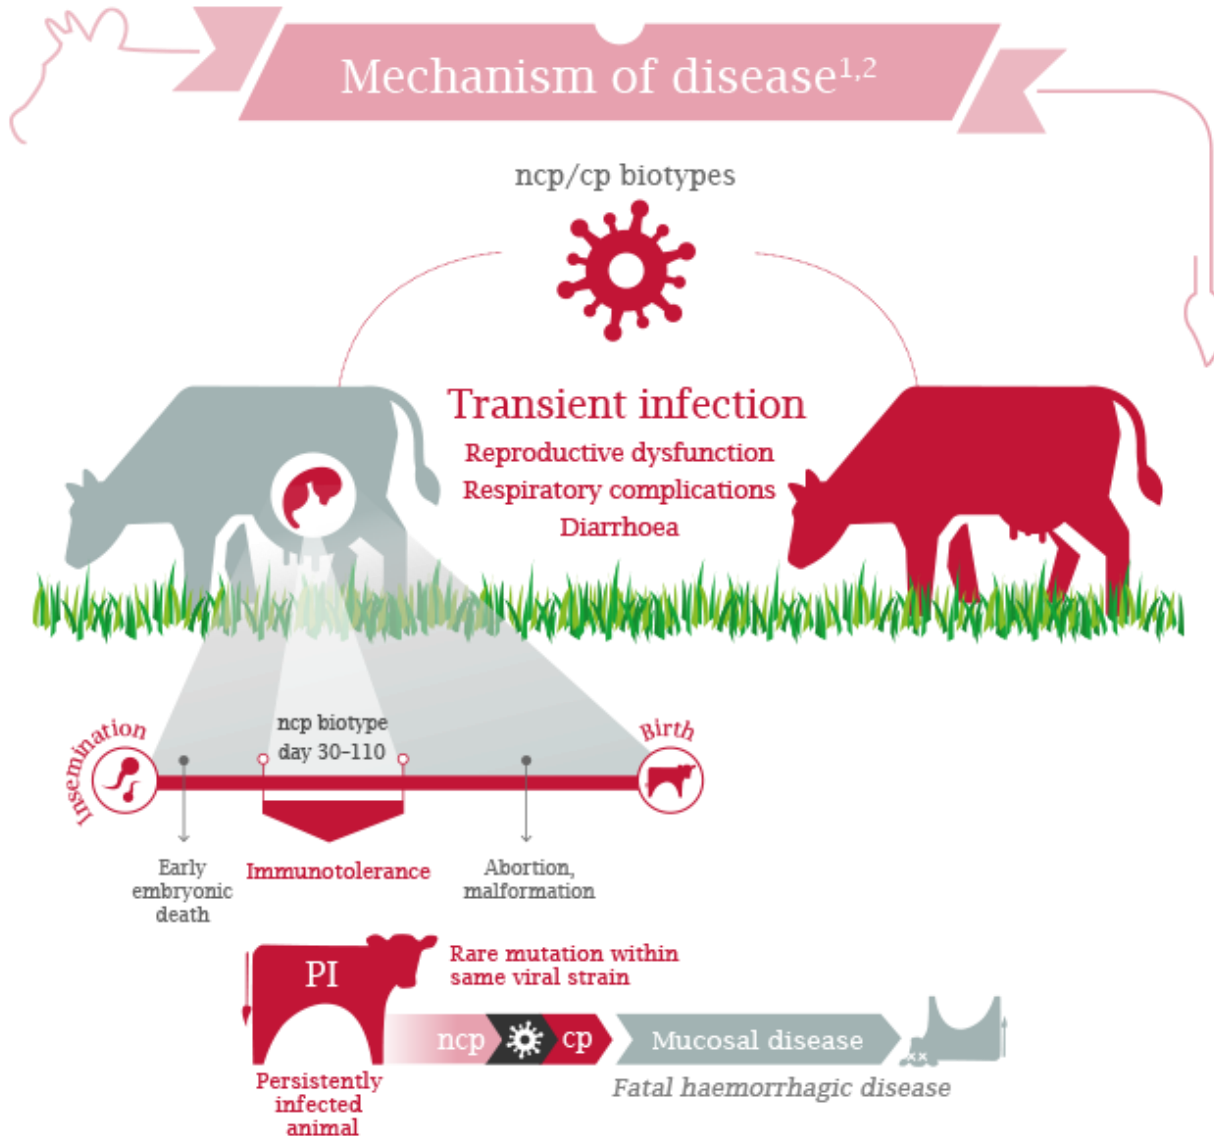 Mechanism of disease1,2
ncp/cp biotypes
Transient infection
Reproductive dysfunction
Respiratory complications
Diarrhoea
Insemination
ncp biotype
day 30–110
Birth
Early
embryonic
death
Immunotolerance
Abortion,
malformation
PI
Rare mutation within
same viral strain
ncp
cp
Mucosal disease
Fatal haemorrhagic disease
Persistently
infected
animal